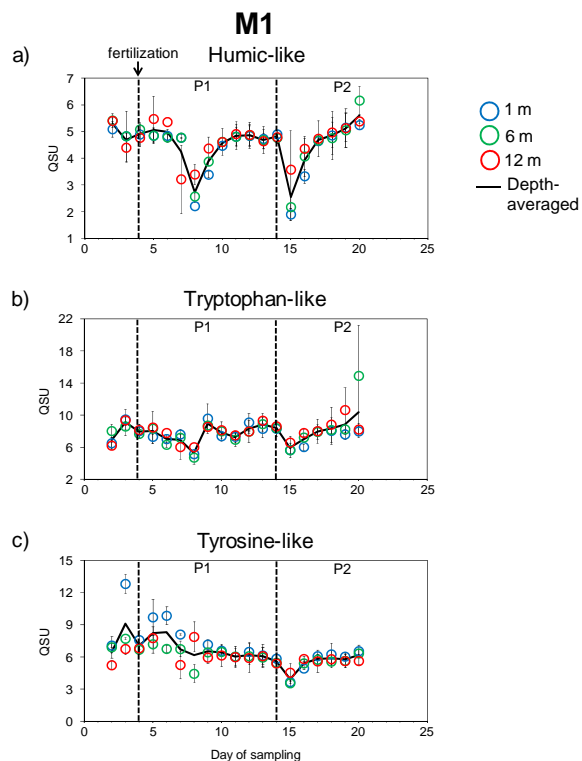 M1
fertilization
a)
Humic-like
P1
P2
QSU
7
6
5
4
3
2
1
0
5
10
15
20
25
1 m
6 m
12 m
Depth-
averaged
b)
Tryptophan-like
P1
P2
QSU
22
18
14
10
6
2
0
5
10
15
20
25
c)
Tyrosine-like
P1
P2
QSU
15
12
9
6
3
0
0
5
10
15
20
25
Day of sampling